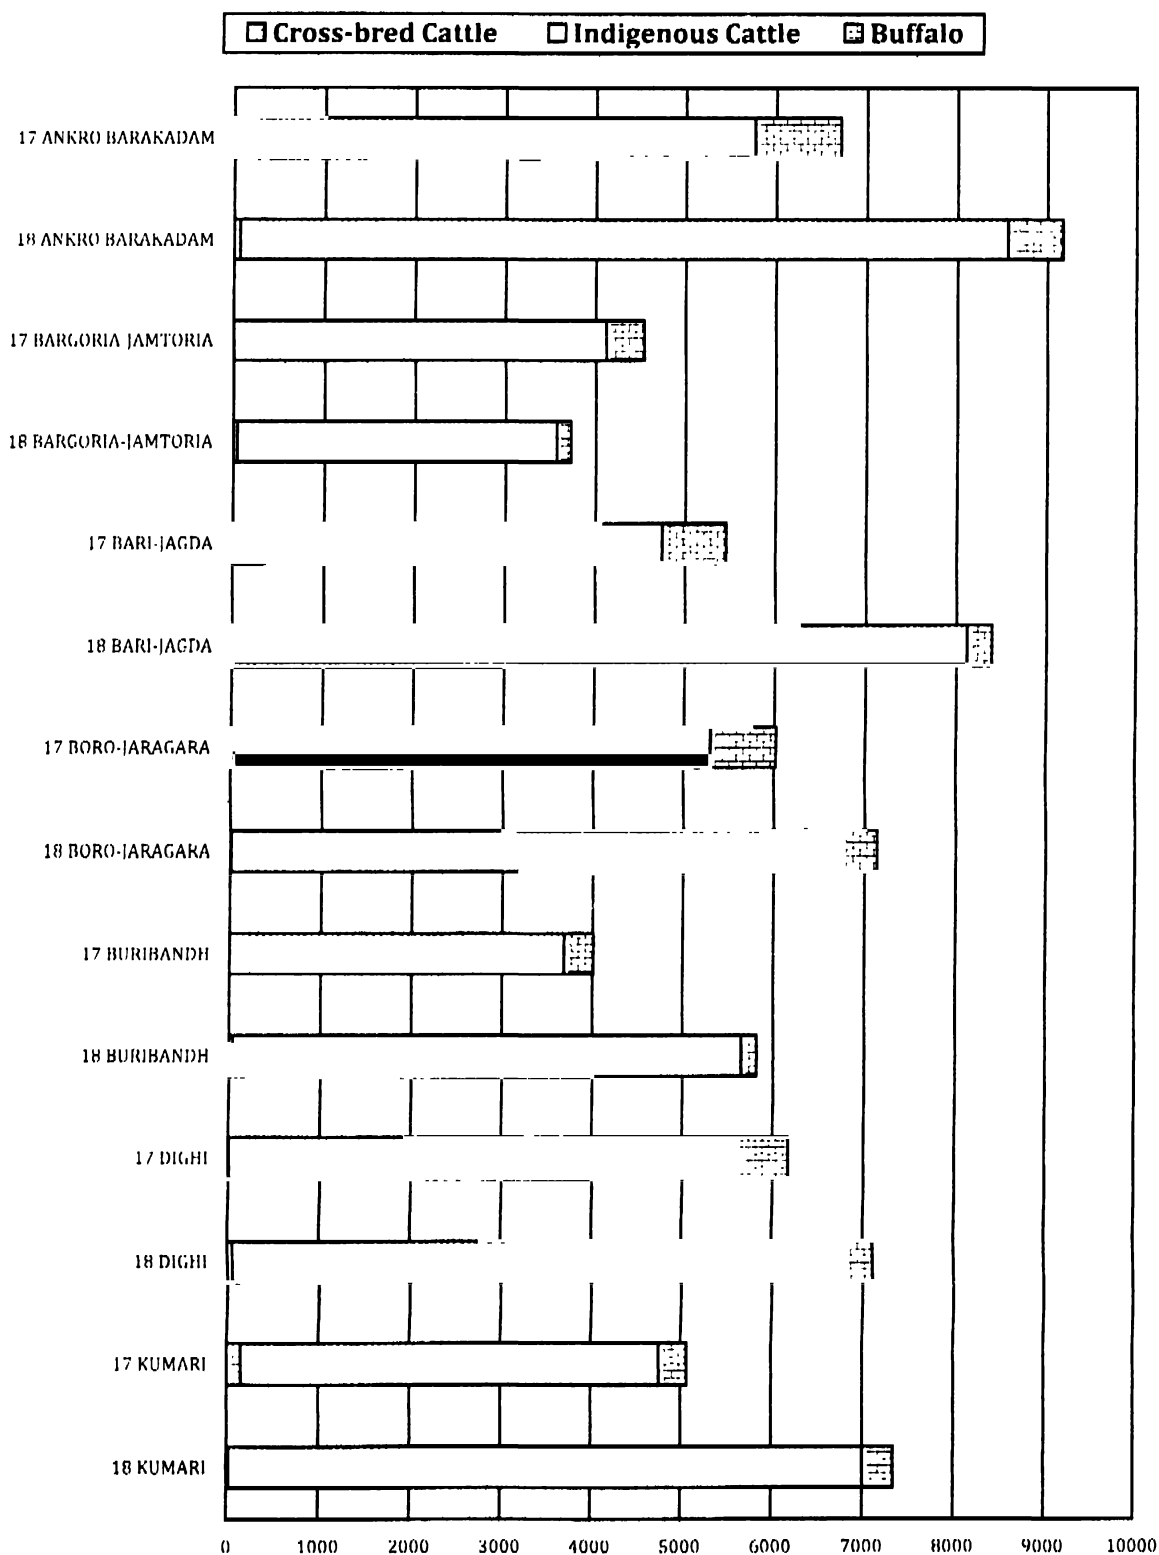 Cross-bred Cattle Indigenous Cattle Buffalo
17 ANKRO BARAKADAM
18 ANKRO BARAKADAM
17 BARGORIA JAMTORIA
18 BARGORIA-JAMTORIA
17 BARI-JAGDA
18 BARI-JAGDA
17 BORO-JARAGARA
18 BORO-JARAGARA
17 BURIBANDH
18 BURIBANDH
17 DIGHI
18 DIGHI
17 KUMARI
18 KUMARI
0 1000 2000 3000 4000 5000 6000 7000 8000 9000 10000